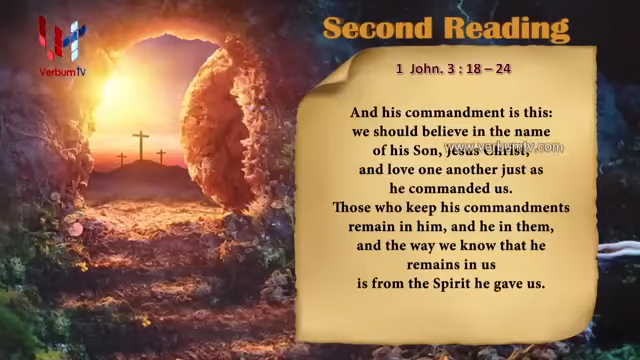 VerbumTV
Second Reading
1 John. 3 : 18 – 24
And his commandment is this:
we should believe in the name
of his Son, Jesus Christ,
www.verbumtv.com
and love one another just as
he commanded us.
Those who keep his commandments
remain in him, and he in them,
and the way we know that he
remains in us
is from the Spirit he gave us.